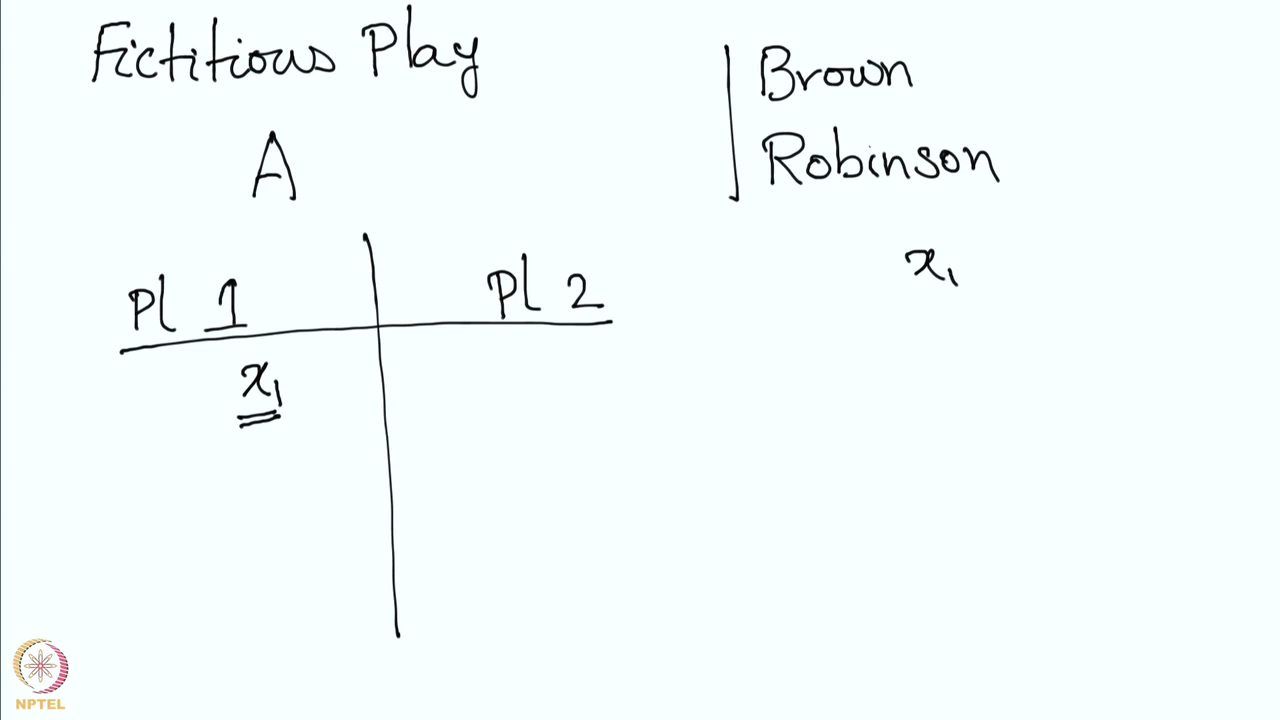 Fictitious Play
Brown
Robinson
A
x₁
Pl 1
Pl 2
x₁
NPTEL